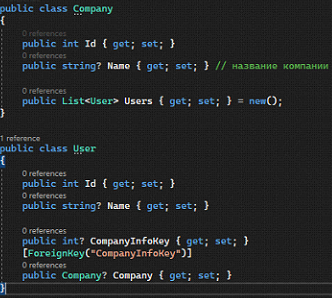 public class Company
{
0 references
public int Id { get; set; }
0 references
public string? Name { get; set; } // название компании
0 references
public List<User> Users { get; set; } = new();
}
1 reference
public class User
{
0 references
public int Id { get; set; }
0 references
public string? Name { get; set; }
0 references
public int? CompanyInfoKey { get; set; }
[ForeignKey("CompanyInfoKey")]
0 references
public Company? Company { get; set; }
}